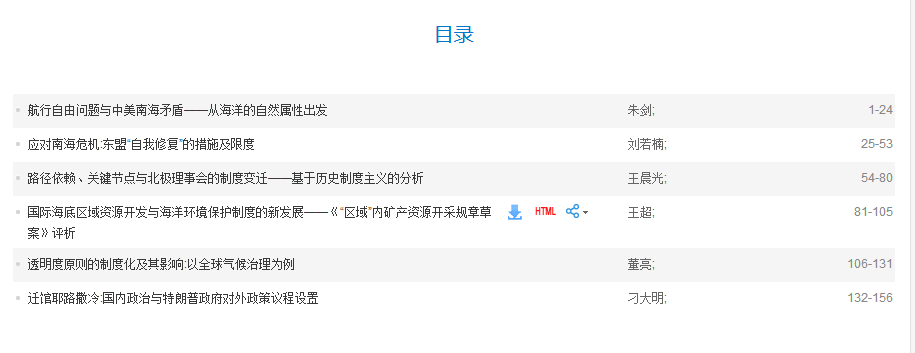 目录
航行自由问题与中美南海矛盾——从海洋的自然属性出发 朱剑; 1-24
应对南海危机:东盟“自我修复”的措施及限度 刘若楠; 25-53
路径依赖、关键节点与北极理事会的制度变迁——基于历史制度主义的分析 王晨光; 54-80
国际海底区域资源开发与海洋环境保护制度的新发展——《“区域”内矿产资源开采规章草 HTML 王超; 81-105
案》评析
透明度原则的制度化及其影响:以全球气候治理为例 董亮; 106-131
迁馆耶路撒冷:国内政治与特朗普政府对外政策议程设置 刁大明; 132-156